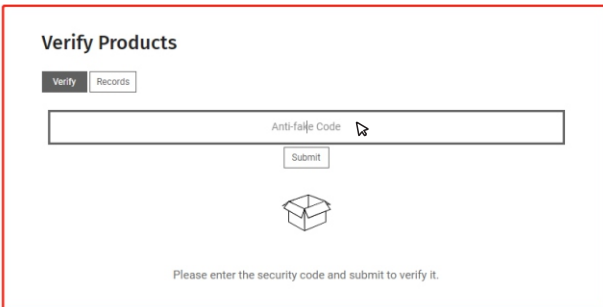 Verify Products
Verify Records
Anti-fake Code
Submit
Please enter the security code and submit to verify it.